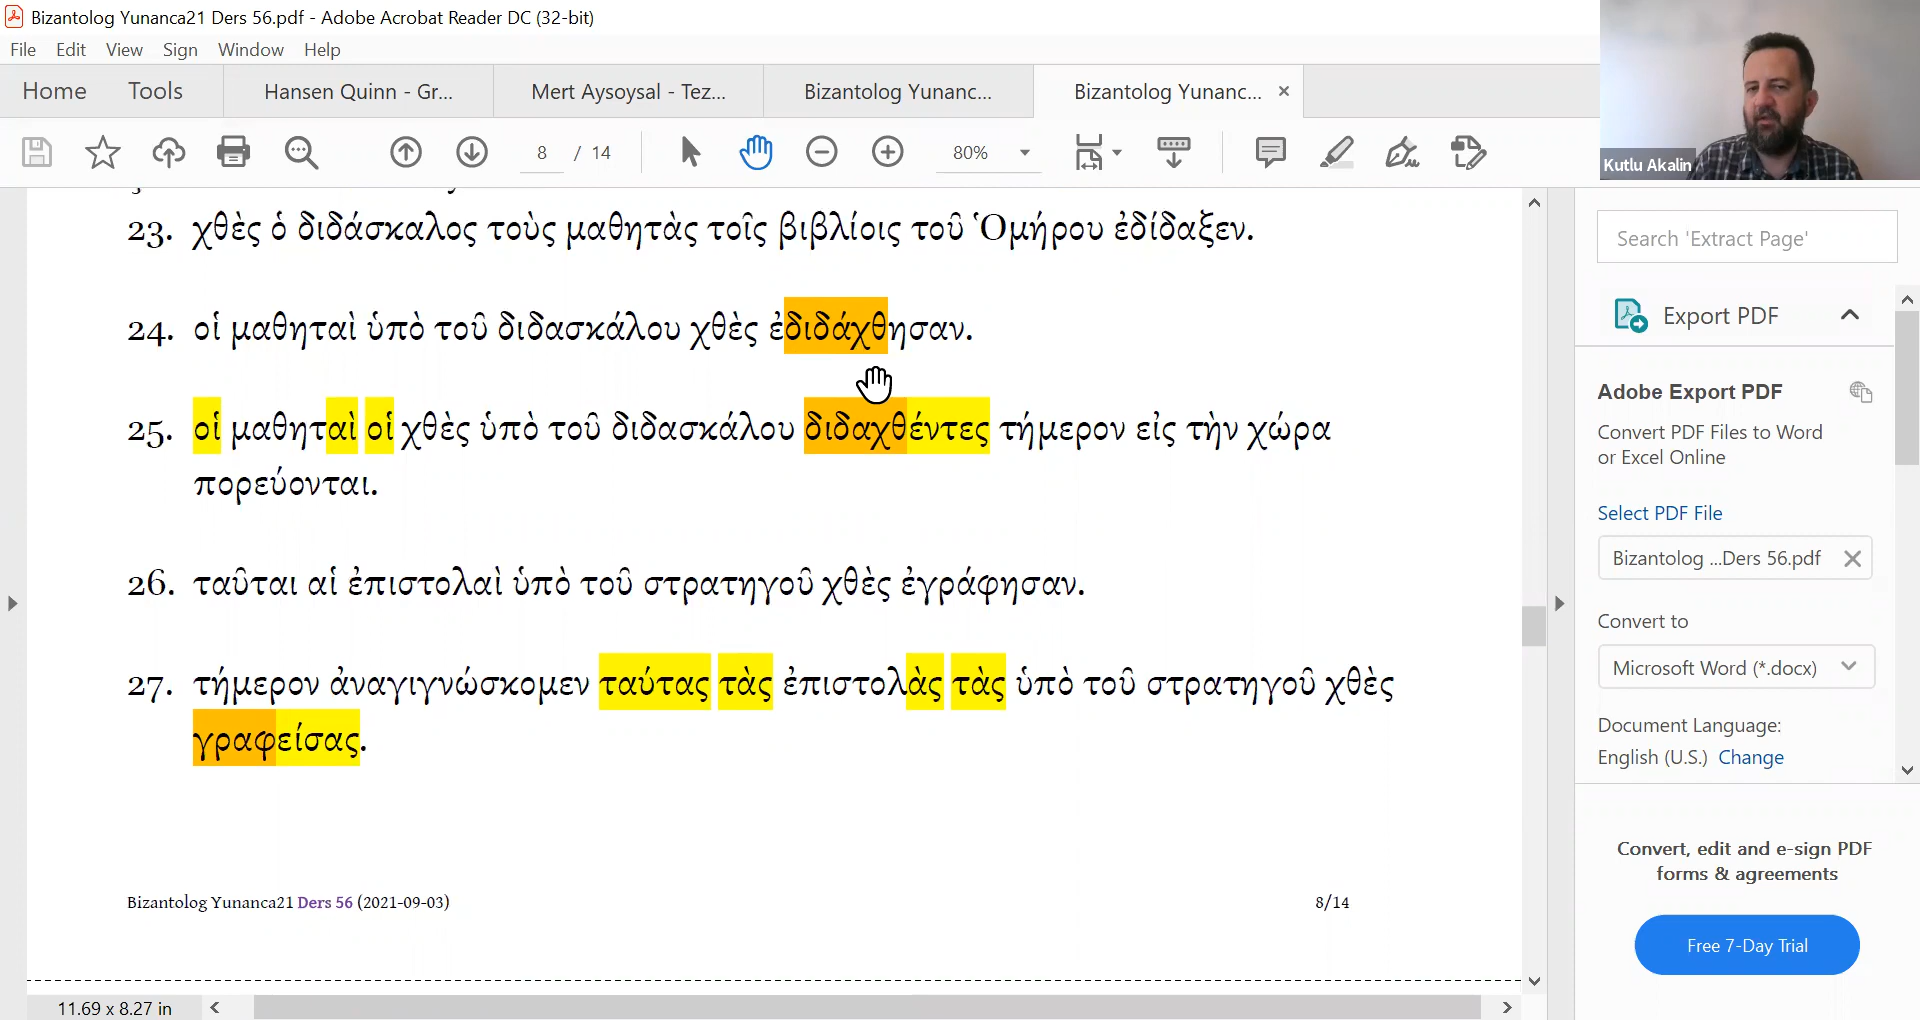 Bizantolog Yunanca21 Ders 56.pdf - Adobe Acrobat Reader DC (32-bit)
File Edit View Sign Window Help
Home Tools Hansen Quinn - Gr... Mert Aysoysal - Tez... Bizantolog Yunanc... Bizantolog Yunanc...
8 / 14 80%
Kutlu Akalin
23. χθὲς ὁ διδάσκαλος τοὺς μαθητὰς τοῖς βιβλίοις τοῦ Ὁμήρου ἐδίδαξεν.
24. οἱ μαθηταὶ ὑπὸ τοῦ διδασκάλου χθὲς ἐδιδάχθησαν.
25. οἱ μαθηταὶ οἱ χθὲς ὑπὸ τοῦ διδασκάλου διδαχθέντες τήμερον εἰς τὴν χώρα
πορεύονται.
26. ταῦται αἱ ἐπιστολαὶ ὑπὸ τοῦ στρατηγοῦ χθὲς ἐγράφησαν.
27. τήμερον ἀναγιγνώσκομεν ταύτας τὰς ἐπιστολὰς τὰς ὑπὸ τοῦ στρατηγοῦ χθὲς
γραφείσας.
Bizantolog Yunanca21 Ders 56 (2021-09-03) 8/14
11.69 x 8.27 in
Search 'Extract Page'
Export PDF
Adobe Export PDF
Convert PDF Files to Word
or Excel Online
Select PDF File
Bizantolog ...Ders 56.pdf
Convert to
Microsoft Word (*.docx)
Document Language:
English (U.S.) Change
Convert, edit and e-sign PDF
forms & agreements
Free 7-Day Trial